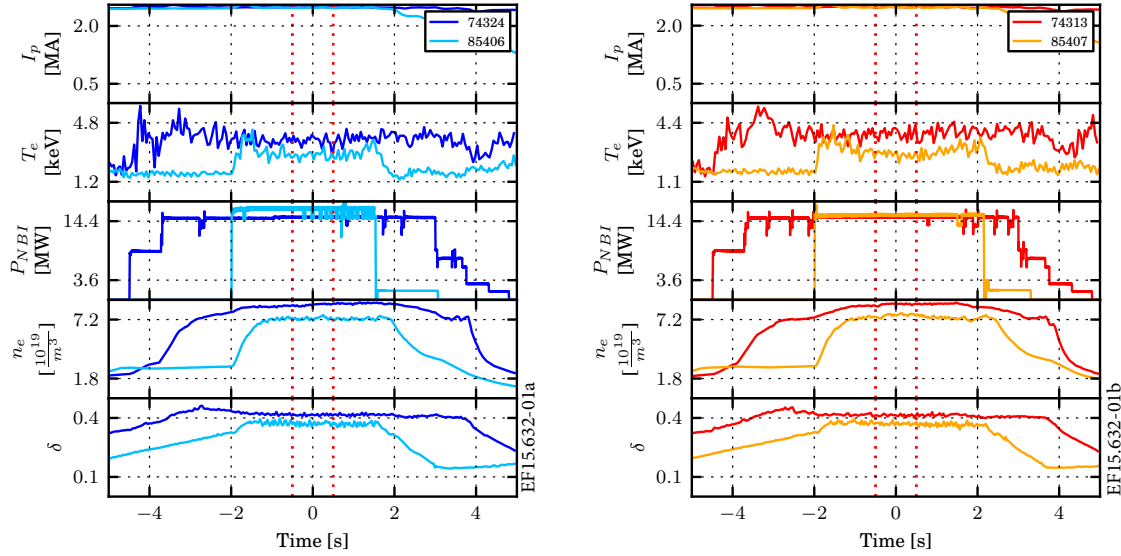 2.0
0.5
I_p
[MA]
74324
85406
4.8
1.2
T_e
[keV]
14.4
3.6
P_NBI
[MW]
7.2
1.8
n_e
[10^19/m^3]
0.4
0.1
δ
−4 −2 0 2 4
Time [s]
EF15.632-01a
2.0
0.5
I_p
[MA]
74313
85407
4.4
1.1
T_e
[keV]
14.4
3.6
P_NBI
[MW]
7.2
1.8
n_e
[10^19/m^3]
0.4
0.1
δ
−4 −2 0 2 4
Time [s]
EF15.632-01b